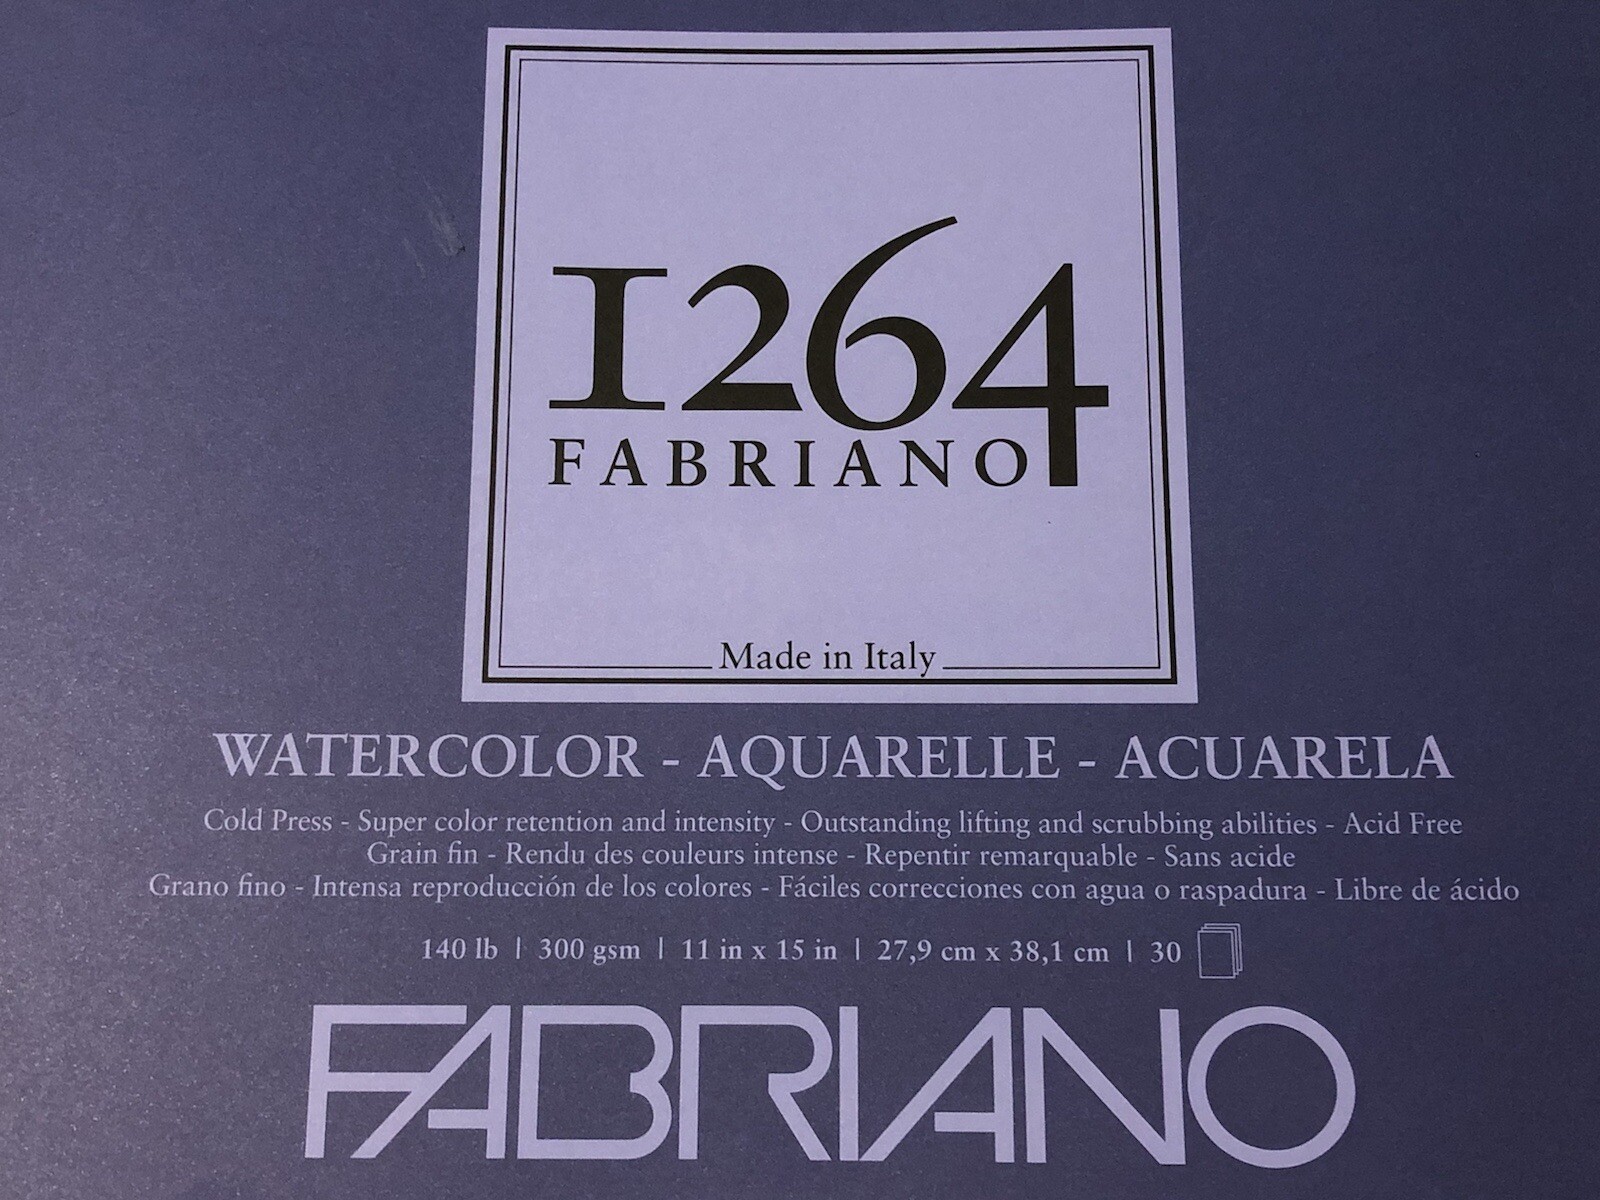 1264
FABRIANO
Made in Italy
WATERCOLOR - AQUARELLE - ACUARELA
Cold Press - Super color retention and intensity - Outstanding lifting and scrubbing abilities - Acid Free
Grain fin - Rendu des couleurs intense - Repentir remarquable - Sans acide
Grano fino - Intensa reproducción de los colores - Fáciles correcciones con agua o raspadura - Libre de ácido
140 lb | 300 gsm | 11 in x 15 in | 27,9 cm x 38,1 cm | 30
FABRIANO